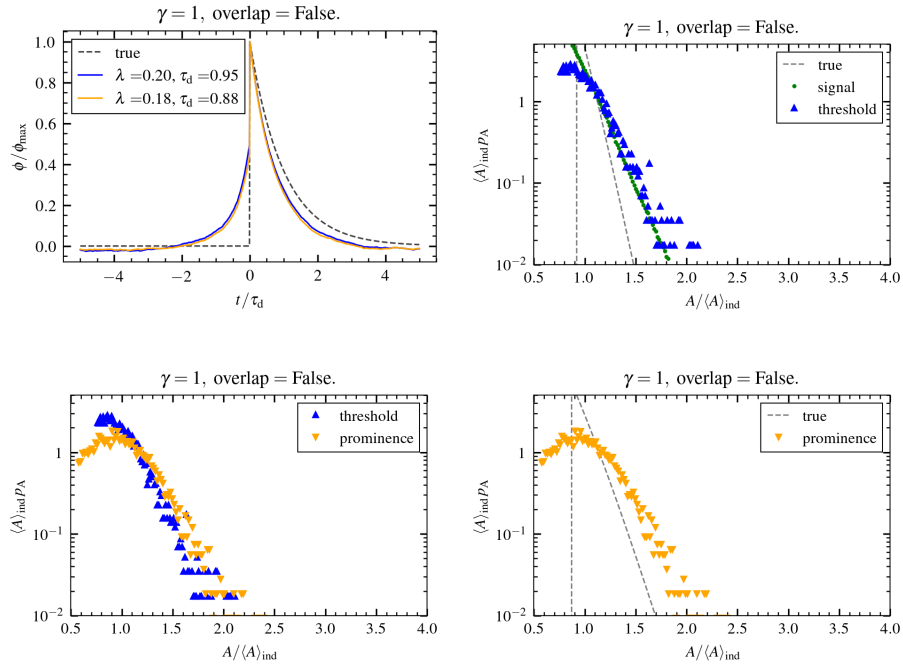 γ = 1, overlap = False.
1.0
0.8
0.6
0.4
0.2
0.0
ϕ/ϕmax
true
λ =0.20, τd =0.95
λ =0.18, τd =0.88
−4
−2
0
2
4
t/τd
γ = 1, overlap = False.
1
10−1
10−2
⟨A⟩ind pA
true
signal
threshold
0.5
1.0
1.5
2.0
2.5
3.0
3.5
4.0
A/⟨A⟩ind
γ = 1, overlap = False.
1
10−1
10−2
⟨A⟩ind pA
threshold
prominence
0.5
1.0
1.5
2.0
2.5
3.0
3.5
4.0
A/⟨A⟩ind
γ = 1, overlap = False.
1
10−1
10−2
⟨A⟩ind pA
true
prominence
0.5
1.0
1.5
2.0
2.5
3.0
3.5
4.0
A/⟨A⟩ind